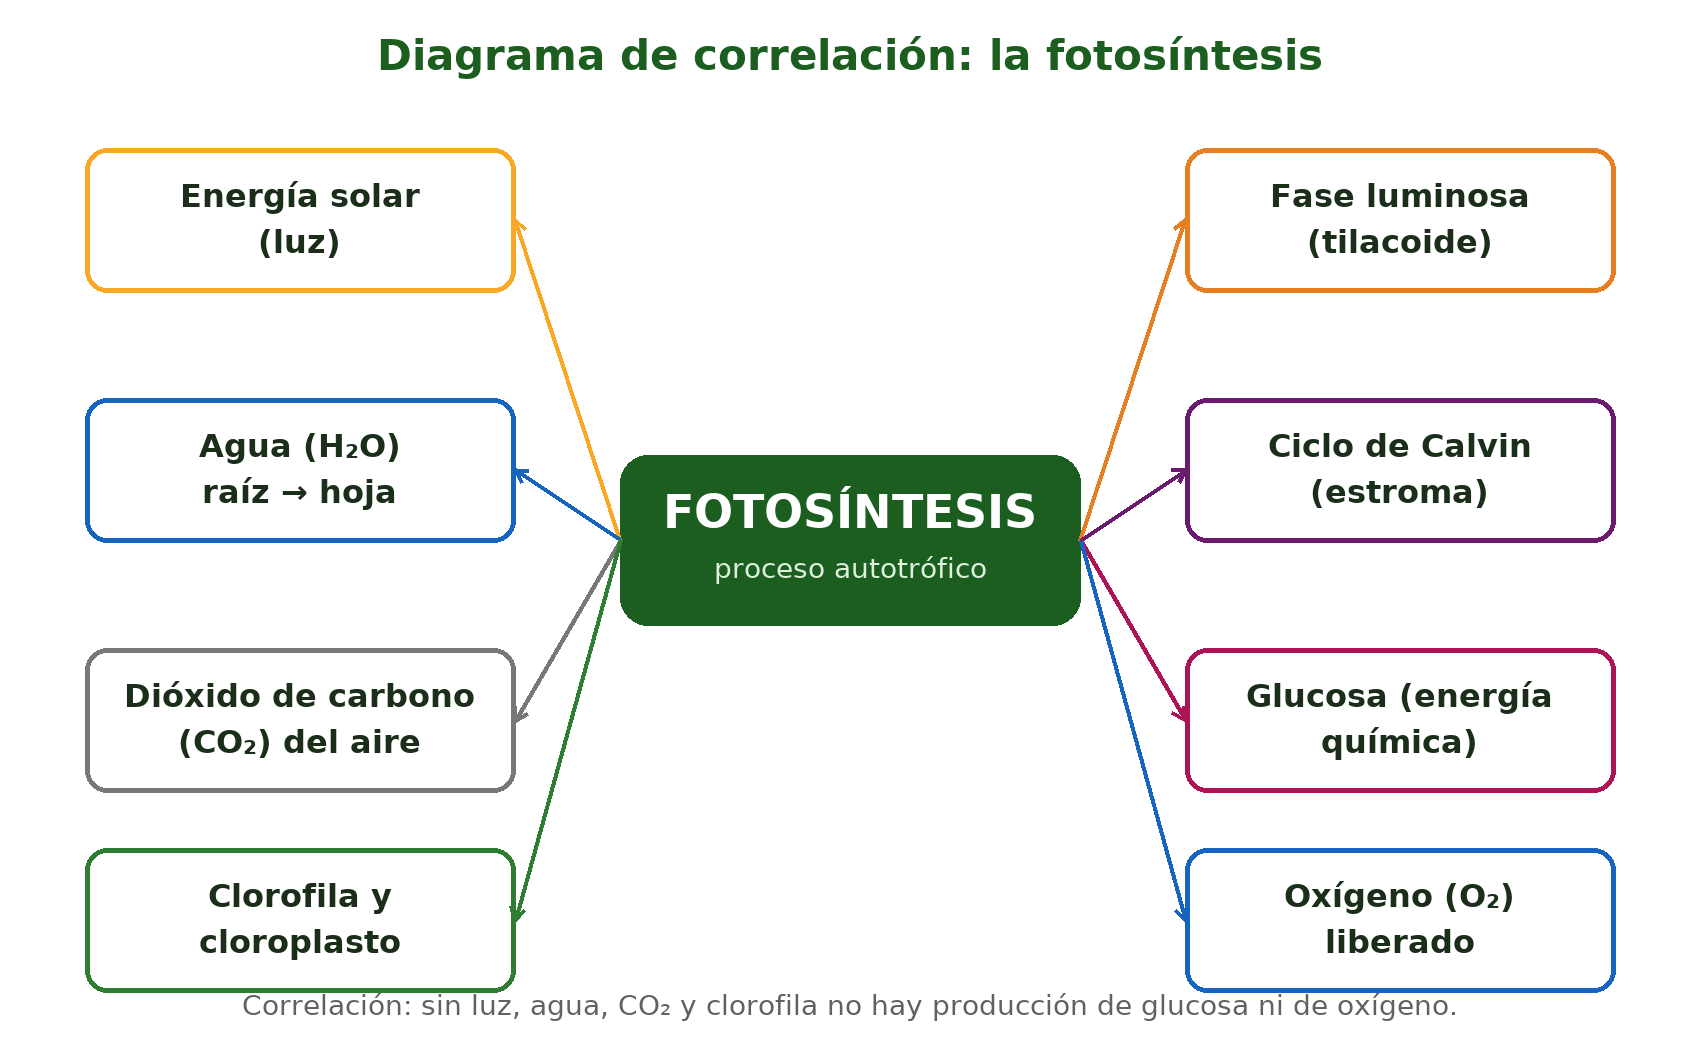 Diagrama de correlación: la fotosíntesis
Energía solar
(luz)
Agua (H₂O)
raíz → hoja
Dióxido de carbono
(CO₂) del aire
Clorofila y
cloroplasto
FOTOSÍNTESIS
proceso autotrófico
Fase luminosa
(tilacoide)
Ciclo de Calvin
(estroma)
Glucosa (energía
química)
Oxígeno (O₂)
liberado
Correlación: sin luz, agua, CO₂ y clorofila no hay producción de glucosa ni de oxígeno.